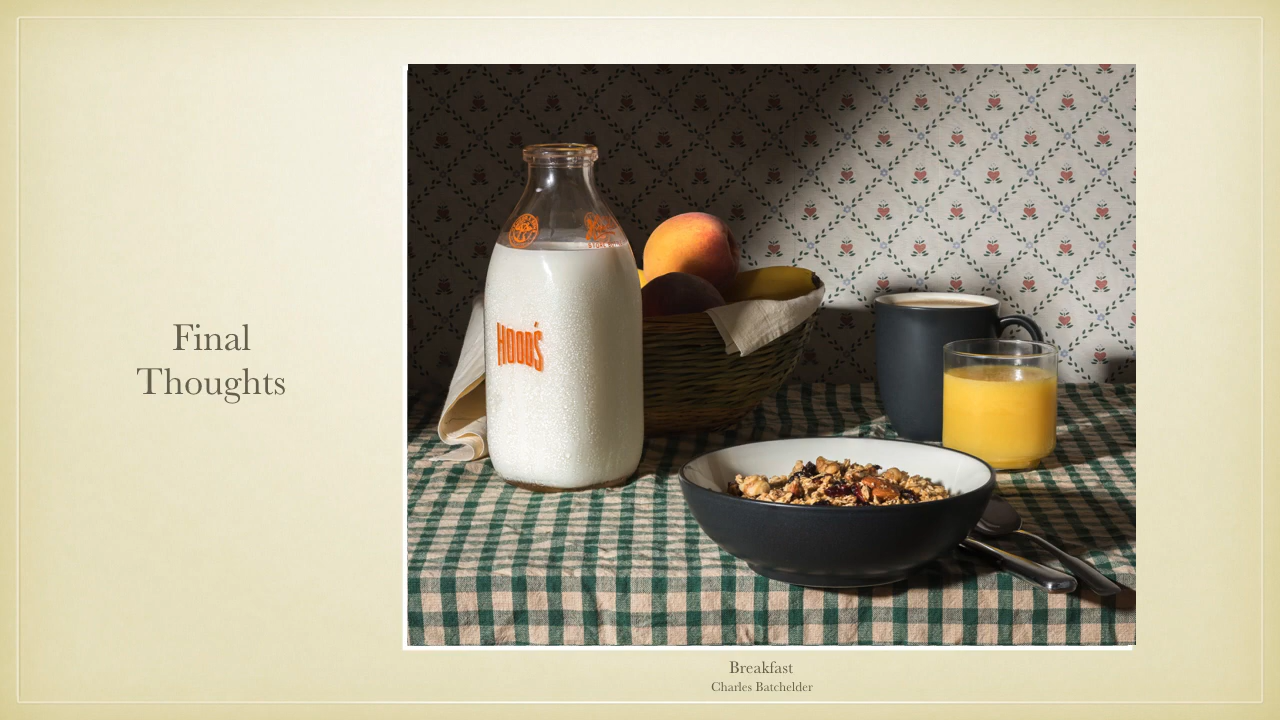 Final
Thoughts
HOOD'S
Breakfast
Charles Batchelder